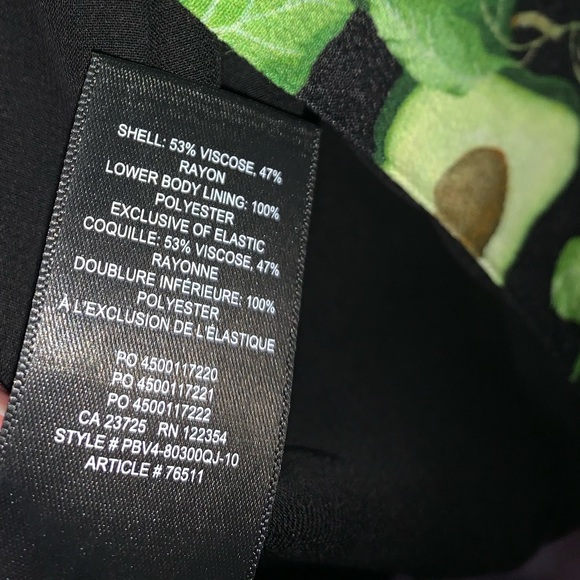 SHELL: 53% VISCOSE, 47%
RAYON
LOWER BODY LINING: 100%
POLYESTER
EXCLUSIVE OF ELASTIC
COQUILLE: 53% VISCOSE, 47%
RAYONNE
DOUBLURE INFÉRIEURE: 100%
POLYESTER
À L'EXCLUSION DE L'ÉLASTIQUE
PO 4500117220
PO 4500117221
PO 4500117222
CA 23725 RN 122354
STYLE # PBV4-80300QJ-10
ARTICLE # 76511